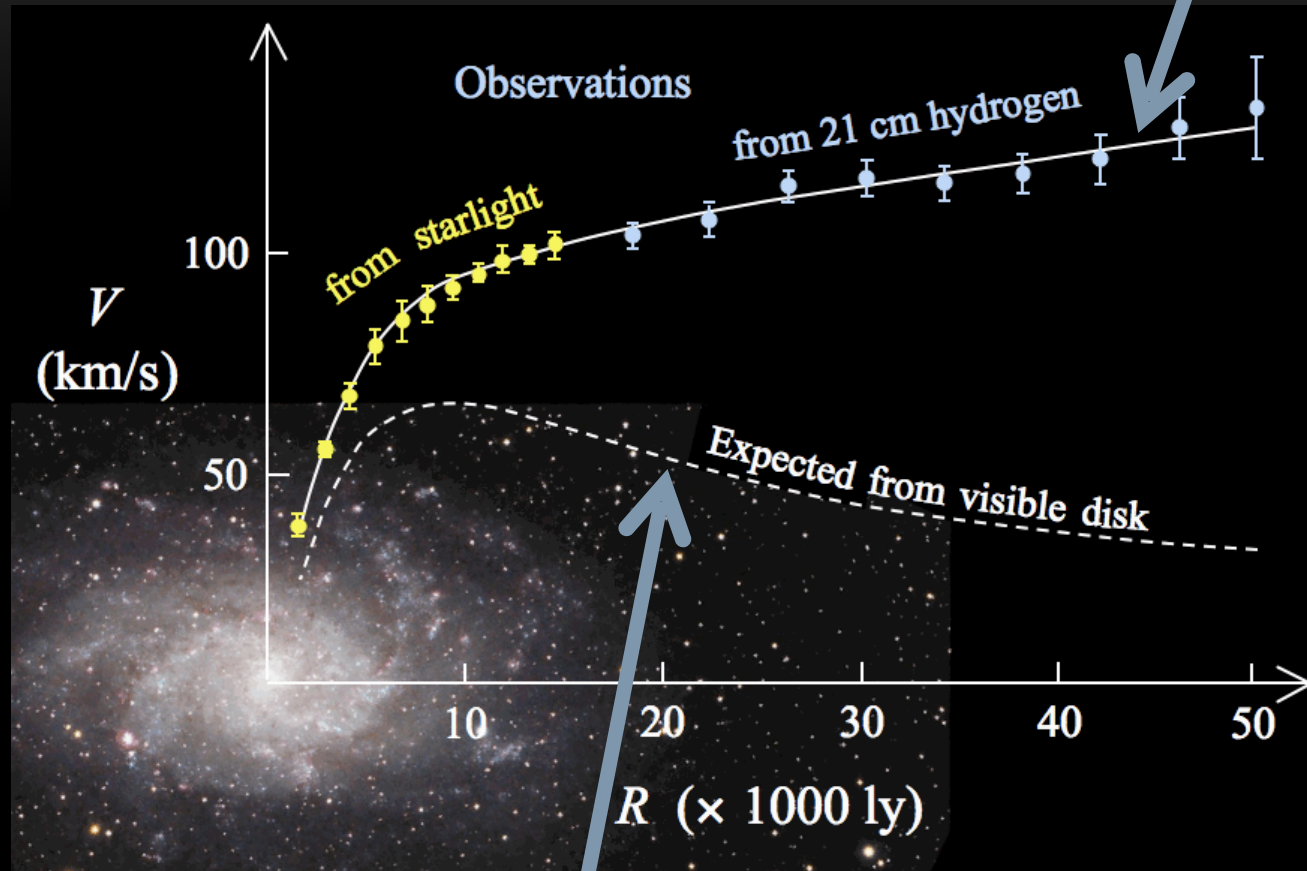 Observations
from 21 cm hydrogen
from starlight
100
V
(km/s)
50
Expected from visible disk
10
20
30
40
50
R (× 1000 ly)